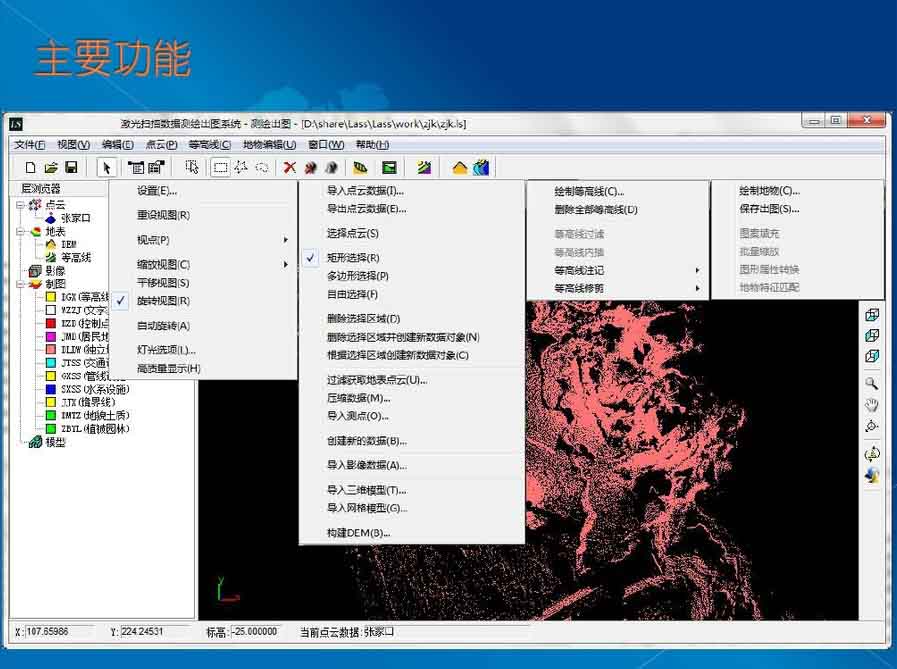 主要功能
LS
激光扫描数据测绘出图系统 - 测绘出图 - [D:\share\Lass\Lass\work\zjk\zjk.ls]
文件(F) 视图(V) 编辑(E) 点云(P) 等高线(C) 地物编辑(U) 窗口(W) 帮助(H)
层浏览器
点云
张家口
地表
DEM
等高线
影像
制图
DGX(等高线
WZZJ(文字
KZD(控制点
JMD(居民地
DLDW(独立地
JTSS(交通
GXSS(管线设施)
SXSS(水系设施)
JJX(境界线)
DMTZ(地貌土质)
ZBYL(植被园林)
模型
设置(E)...
重设视图(R)
视点(P)
缩放视图(C)
平移视图(S)
旋转视图(R)
自动旋转(A)
灯光选项(L)...
高质量显示(H)
导入点云数据(I)...
导出点云数据(E)...
选择点云(S)
矩形选择(R)
多边形选择(P)
自由选择(F)
删除选择区域(D)
删除选择区域并创建新数据对象(N)
根据选择区域创建新数据对象(C)
过滤获取地表点云(U)...
压缩数据(M)...
导入测点(O)...
创建新的数据(B)...
导入影像数据(A)...
导入三维模型(T)...
导入网格模型(G)...
构建DEM(B)...
绘制等高线(C)...
删除全部等高线(D)
等高线过滤
等高线内插
等高线注记
等高线修剪
绘制地物(C)...
保存出图(S)...
图案填充
批量缩放
图形属性转换
地物特征匹配
Y
X:107.65986 Y:224.24531 标高:-25.000000 当前点云数据:张家口